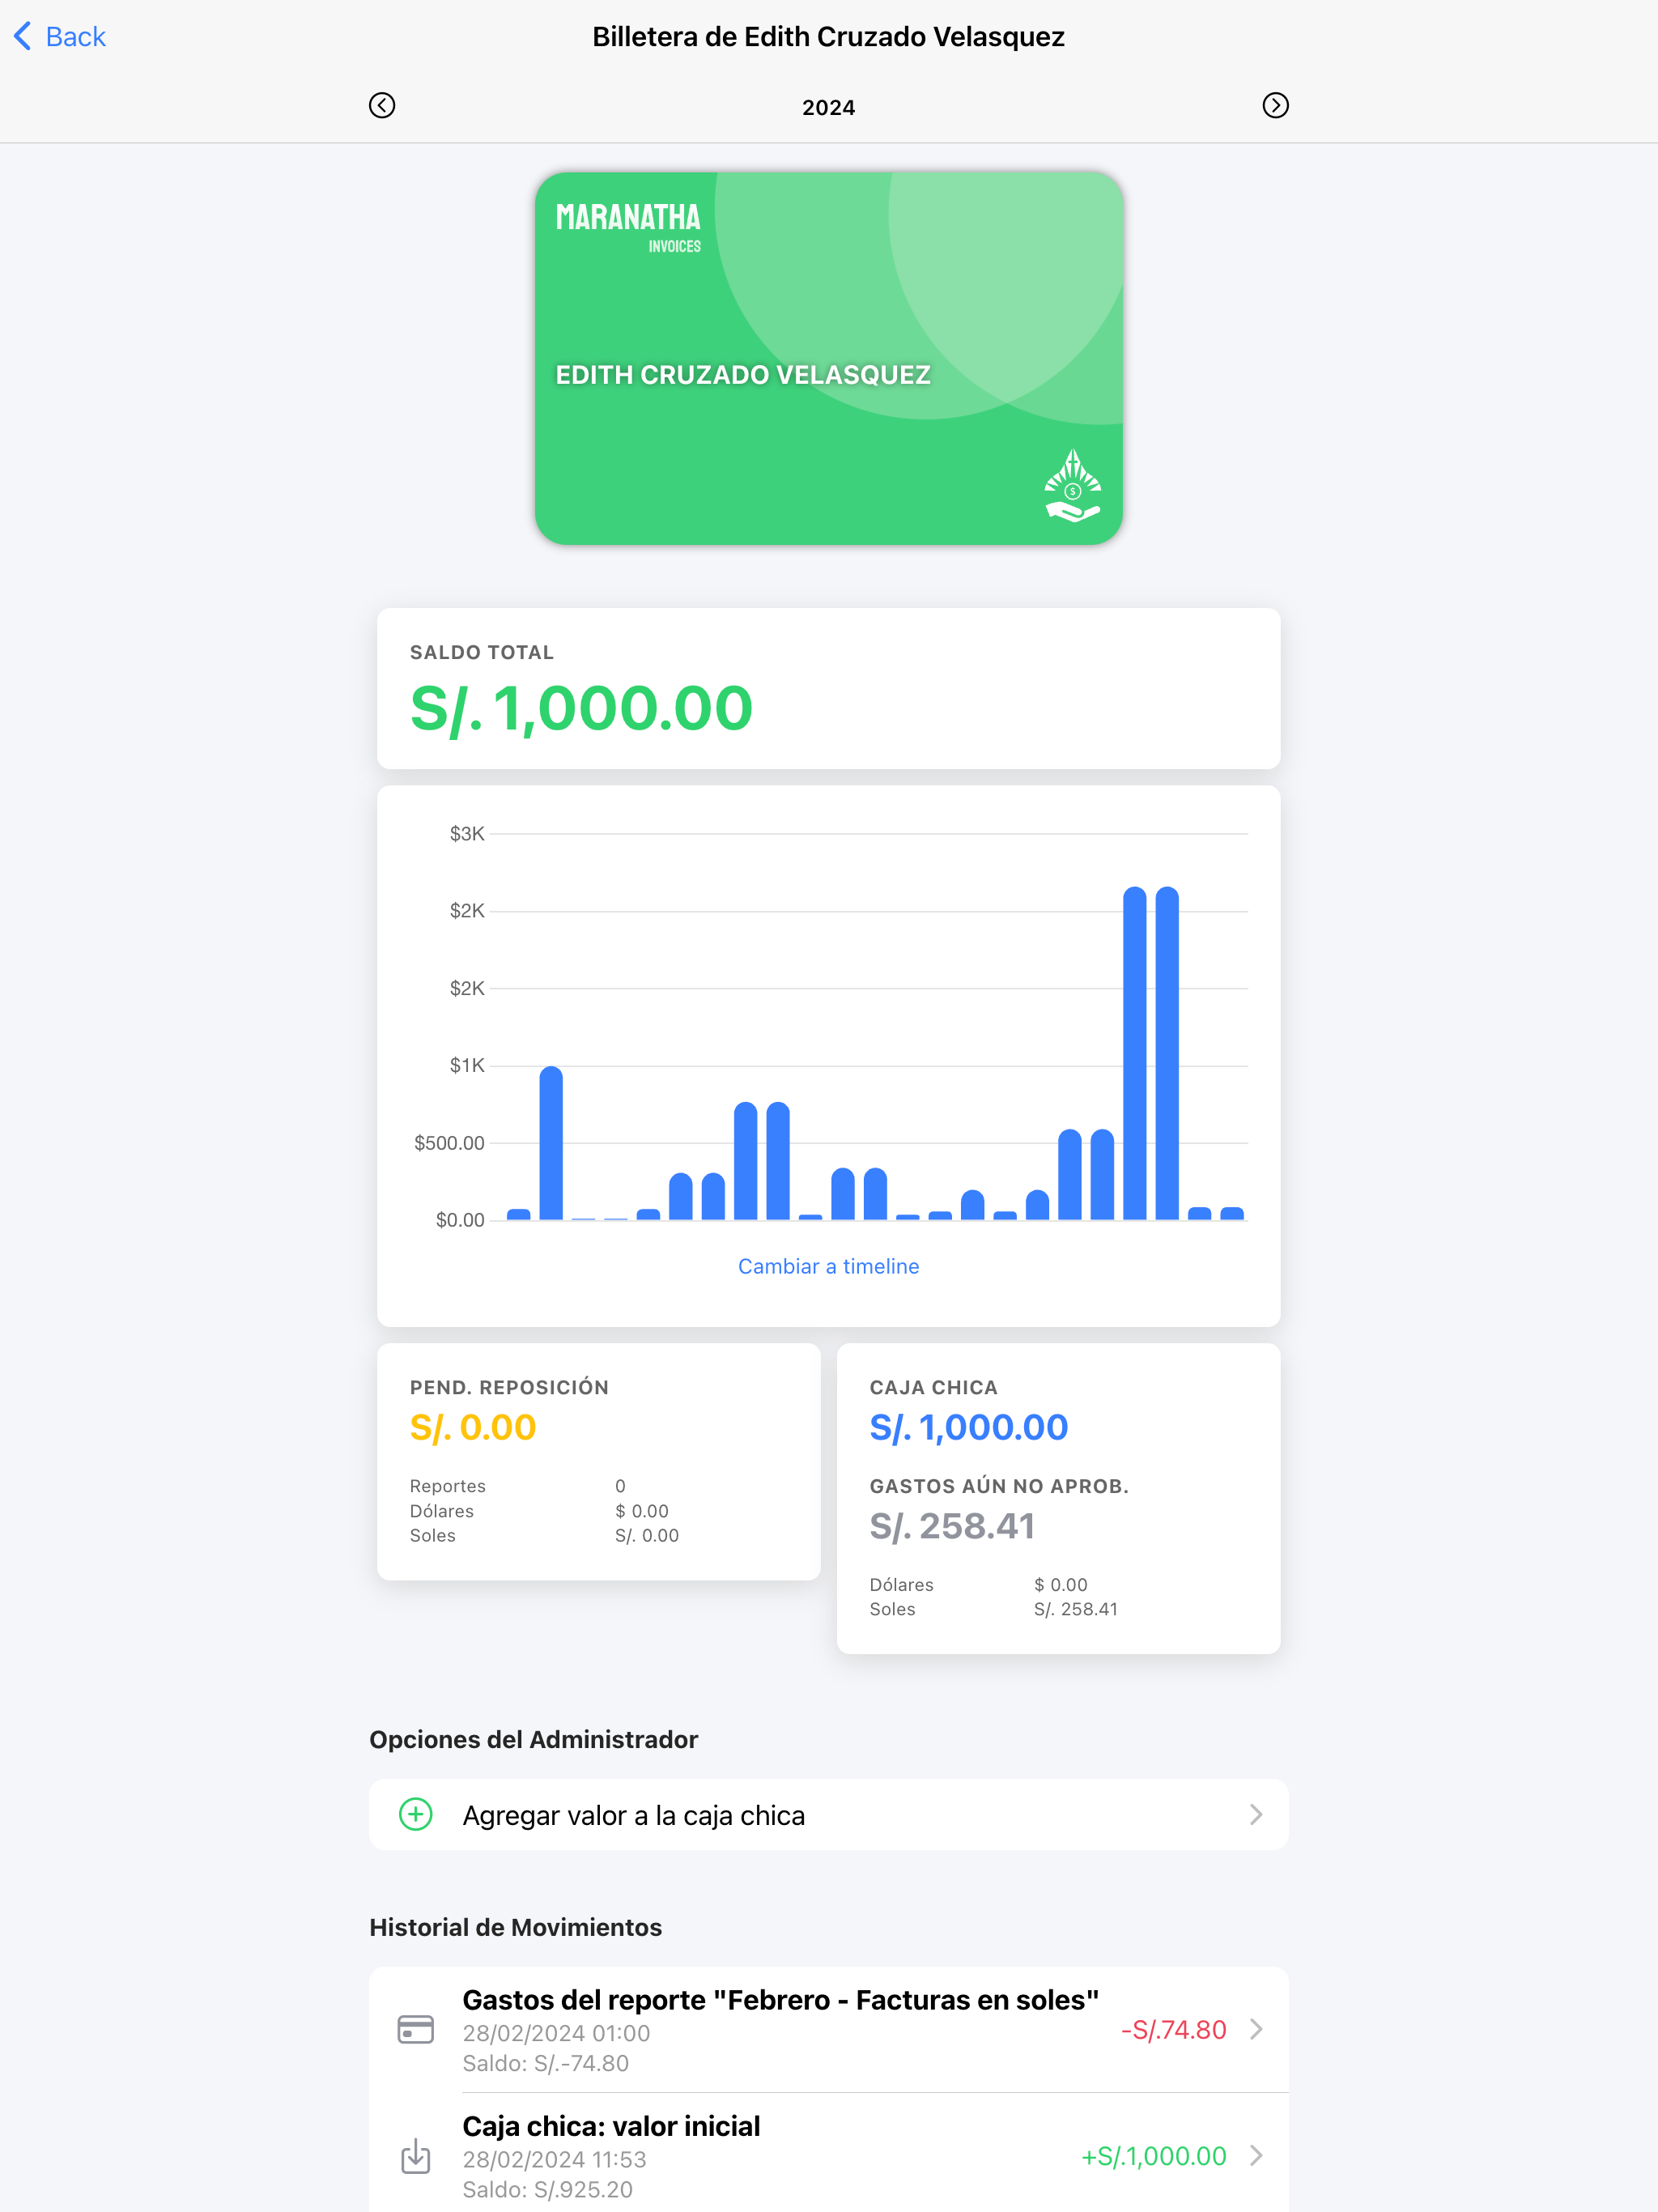 Back
Billetera de Edith Cruzado Velasquez
2024
MARANATHA
INVOICES
EDITH CRUZADO VELASQUEZ
$
SALDO TOTAL
S/. 1,000.00
$3K
$2K
$2K
$1K
$500.00
$0.00
Cambiar a timeline
PEND. REPOSICIÓN
S/. 0.00
Reportes 0
Dólares $ 0.00
Soles S/. 0.00
CAJA CHICA
S/. 1,000.00
GASTOS AÚN NO APROB.
S/. 258.41
Dólares $ 0.00
Soles S/. 258.41
Opciones del Administrador
Agregar valor a la caja chica
Historial de Movimientos
Gastos del reporte "Febrero - Facturas en soles"
28/02/2024 01:00
-S/.74.80
Saldo: S/.-74.80
Caja chica: valor inicial
28/02/2024 11:53
+S/.1,000.00
Saldo: S/.925.20